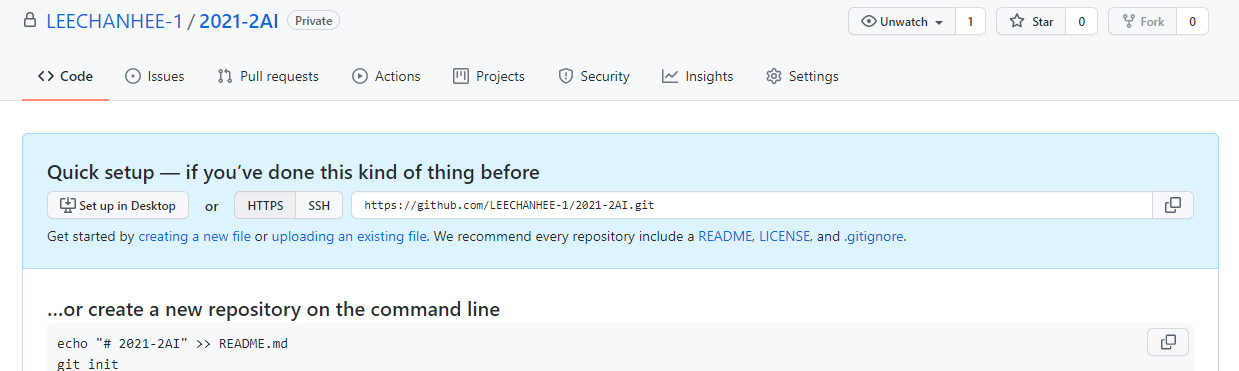 LEECHANHEE-1 / 2021-2AI Private Unwatch 1 Star 0 Fork 0
Code Issues Pull requests Actions Projects Security Insights Settings
Quick setup — if you’ve done this kind of thing before
Set up in Desktop or HTTPS SSH https://github.com/LEECHANHEE-1/2021-2AI.git
Get started by creating a new file or uploading an existing file. We recommend every repository include a README, LICENSE, and .gitignore.
…or create a new repository on the command line
echo "# 2021-2AI" >> README.md
git init